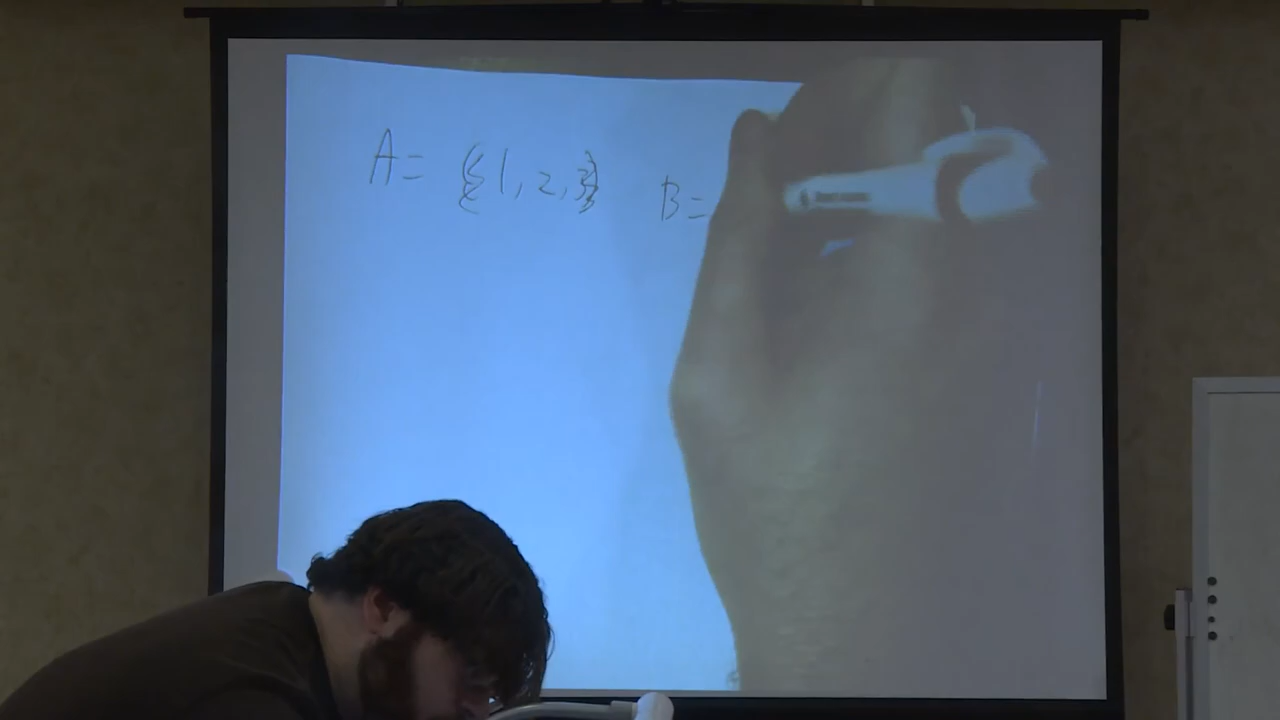 A = {1, 2, 3} B =